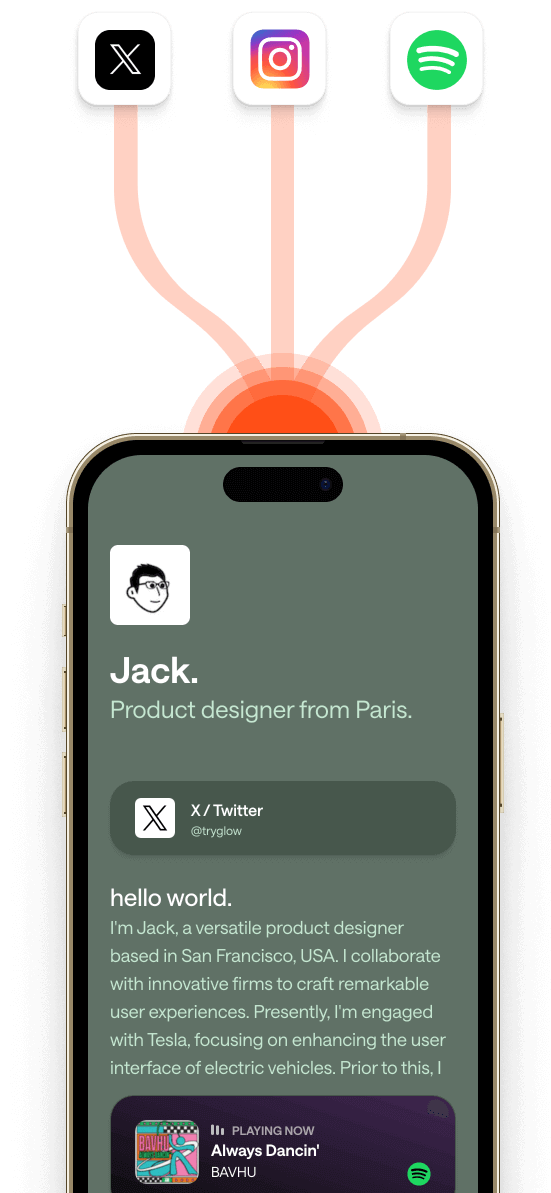 Jack.
Product designer from Paris.
X / Twitter
@tryglow
hello world.
I'm Jack, a versatile product designer
based in San Francisco, USA. I collaborate
with innovative firms to craft remarkable
user experiences. Presently, I'm engaged
with Tesla, focusing on enhancing the user
interface of electric vehicles. Prior to this, I
PLAYING NOW
BAVHU
ALWAYS DANCIN'
Always Dancin'
BAVHU